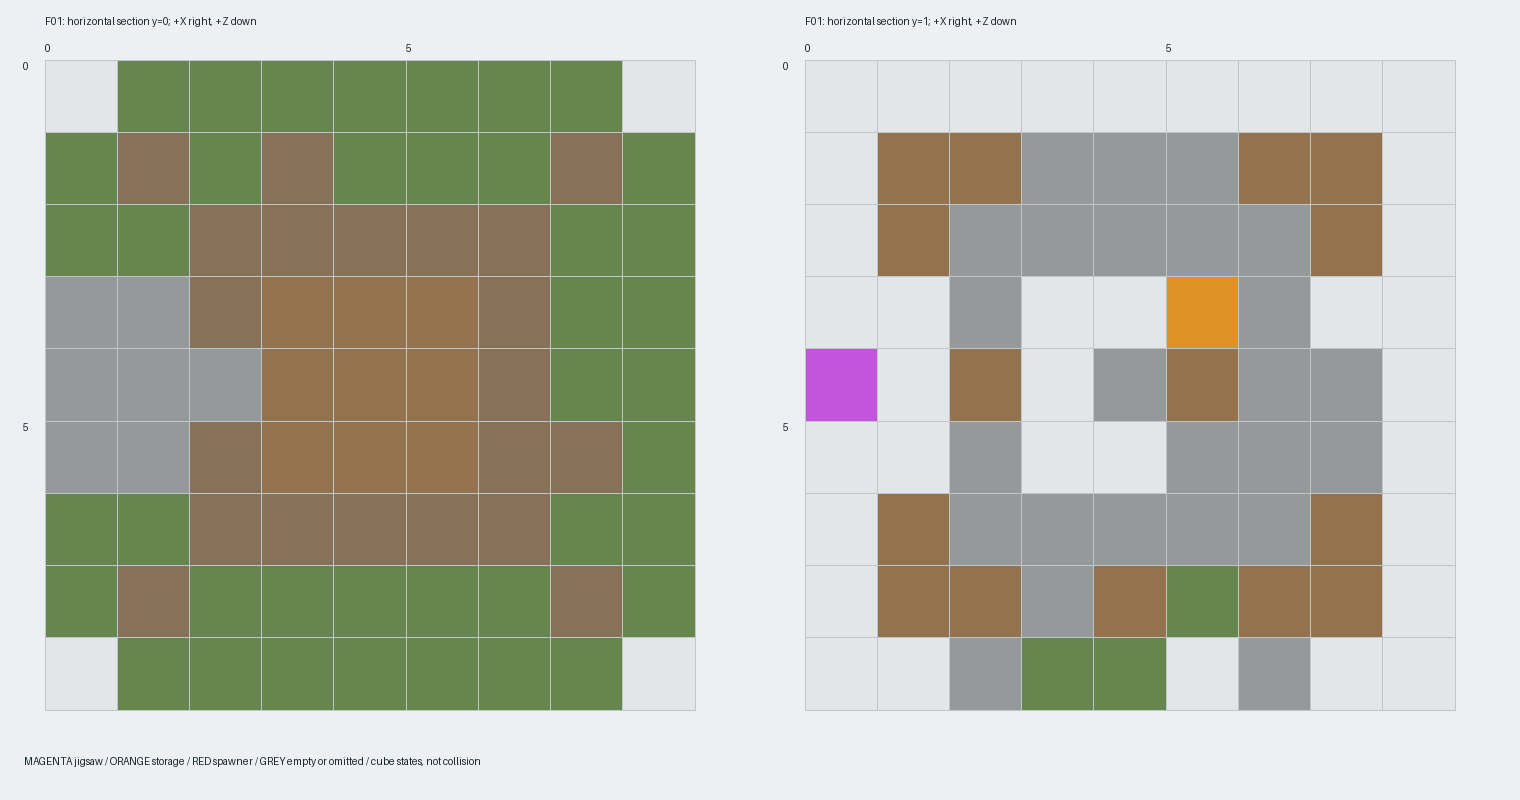 F01: horizontal section y=0; +X right, +Z down
F01: horizontal section y=1; +X right, +Z down
0 5
0 5
0
0
5
5
MAGENTA jigsaw / ORANGE storage / RED spawner / GREY empty or omitted / cube states, not collision